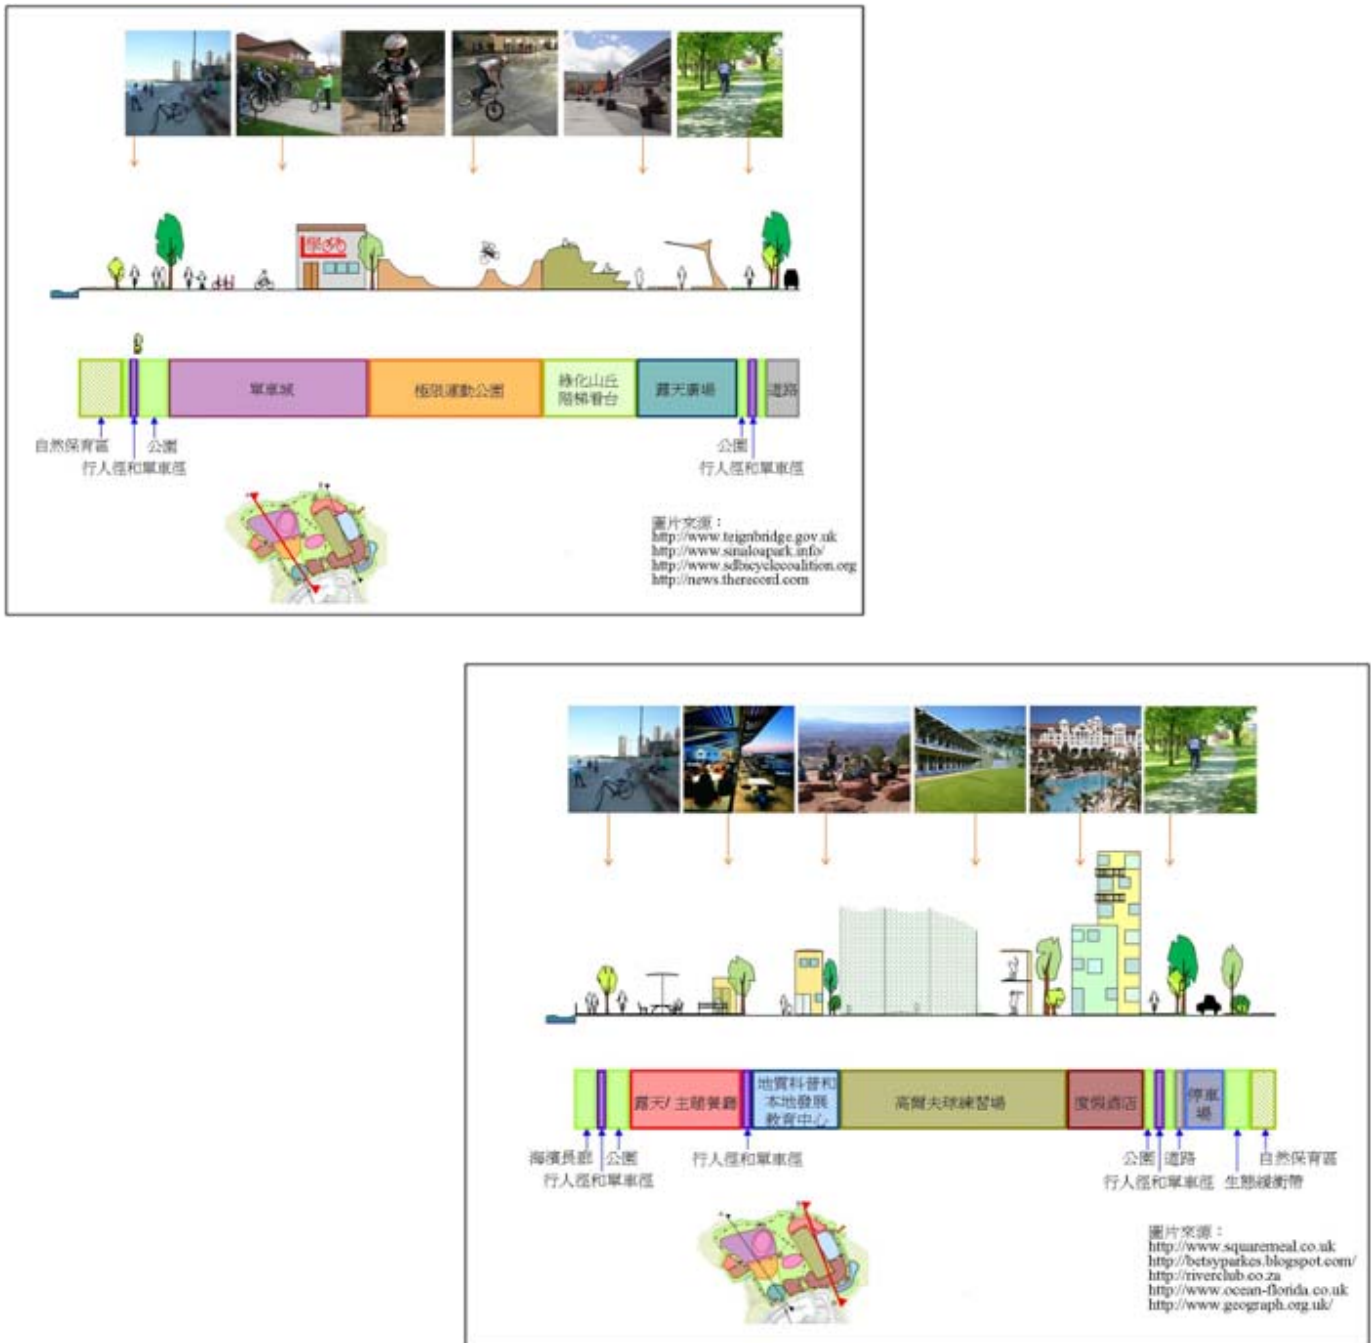 單車城
極限運動公園
綠化山丘
階梯看台
露天廣場
道路
自然保育區
公園
行人徑和單車徑
公園
行人徑和單車徑
圖片來源：
http://www.teignbridge.gov.uk
http://www.sinaloapark.info/
http://www.sdbicyclecoalition.org
http://news.therecord.com
露天/ 主題餐廳
地質科普和
本地發展
教育中心
高爾夫球練習場
度假酒店
停車
場
海濱長廊
公園
行人徑和單車徑
行人徑和單車徑
公園
道路
自然保育區
行人徑和單車徑
生態緩衝帶
圖片來源：
http://www.squaremeal.co.uk
http://betsyparkes.blogspot.com/
http://riverclub.co.za
http://www.ocean-florida.co.uk
http://www.geograph.org.uk/